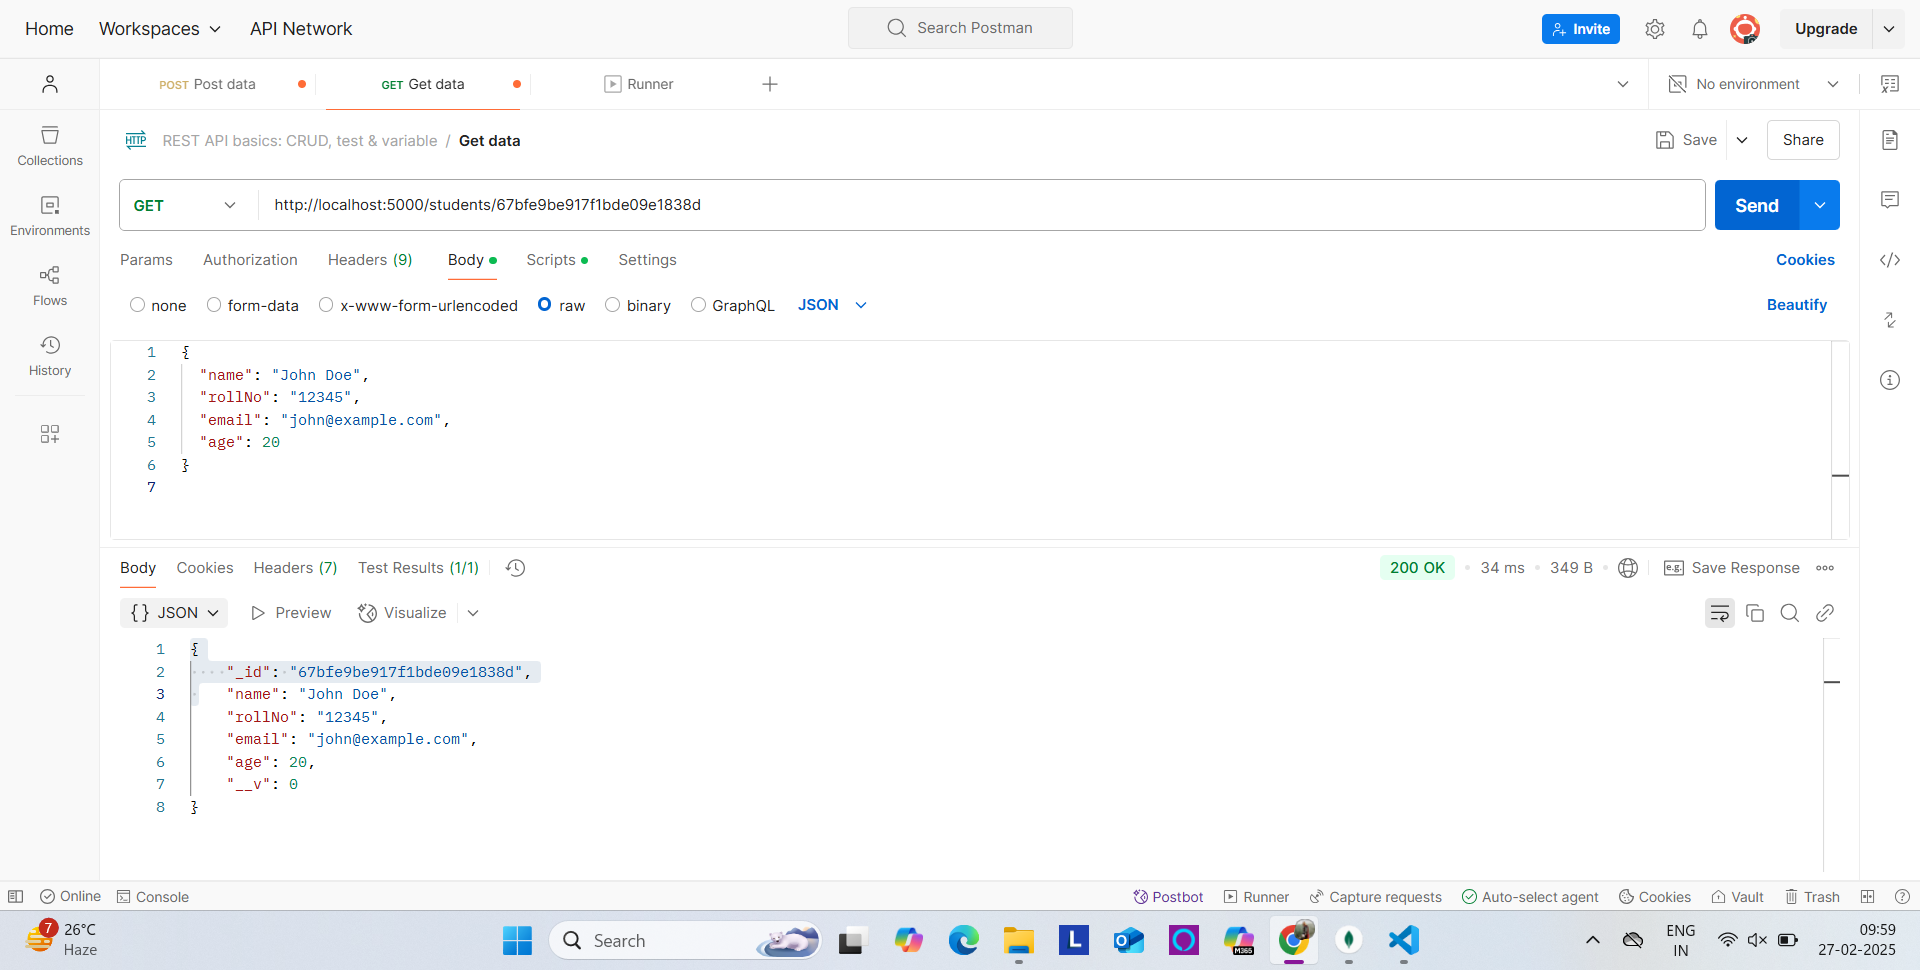 Home Workspaces API Network Search Postman Invite Upgrade
POST Post data GET Get data Runner No environment
HTTP REST API basics: CRUD, test & variable / Get data Save Share
Collections
Environments
Flows
History
GET http://localhost:5000/students/67bfe9be917f1bde09e1838d Send
Params Authorization Headers (9) Body Scripts Settings Cookies
none form-data x-www-form-urlencoded raw binary GraphQL JSON Beautify
1 {
2 "name": "John Doe",
3 "rollNo": "12345",
4 "email": "john@example.com",
5 "age": 20
6 }
7
Body Cookies Headers (7) Test Results (1/1) 200 OK 34 ms 349 B e.g. Save Response
{} JSON Preview Visualize
1 {
2 "_id": "67bfe9be917f1bde09e1838d",
3 "name": "John Doe",
4 "rollNo": "12345",
5 "email": "john@example.com",
6 "age": 20,
7 "__v": 0
8 }
Online Console Postbot Runner Capture requests Auto-select agent Cookies Vault Trash
7 26°C Search L M365 ENG 09:59
Haze IN 27-02-2025